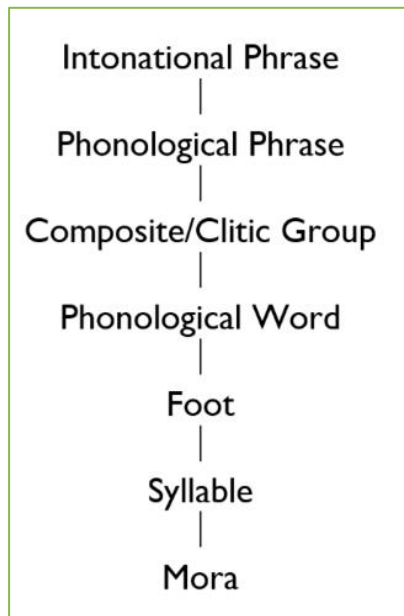 Intonational Phrase
Phonological Phrase
Composite/Clitic Group
Phonological Word
Foot
Syllable
Mora